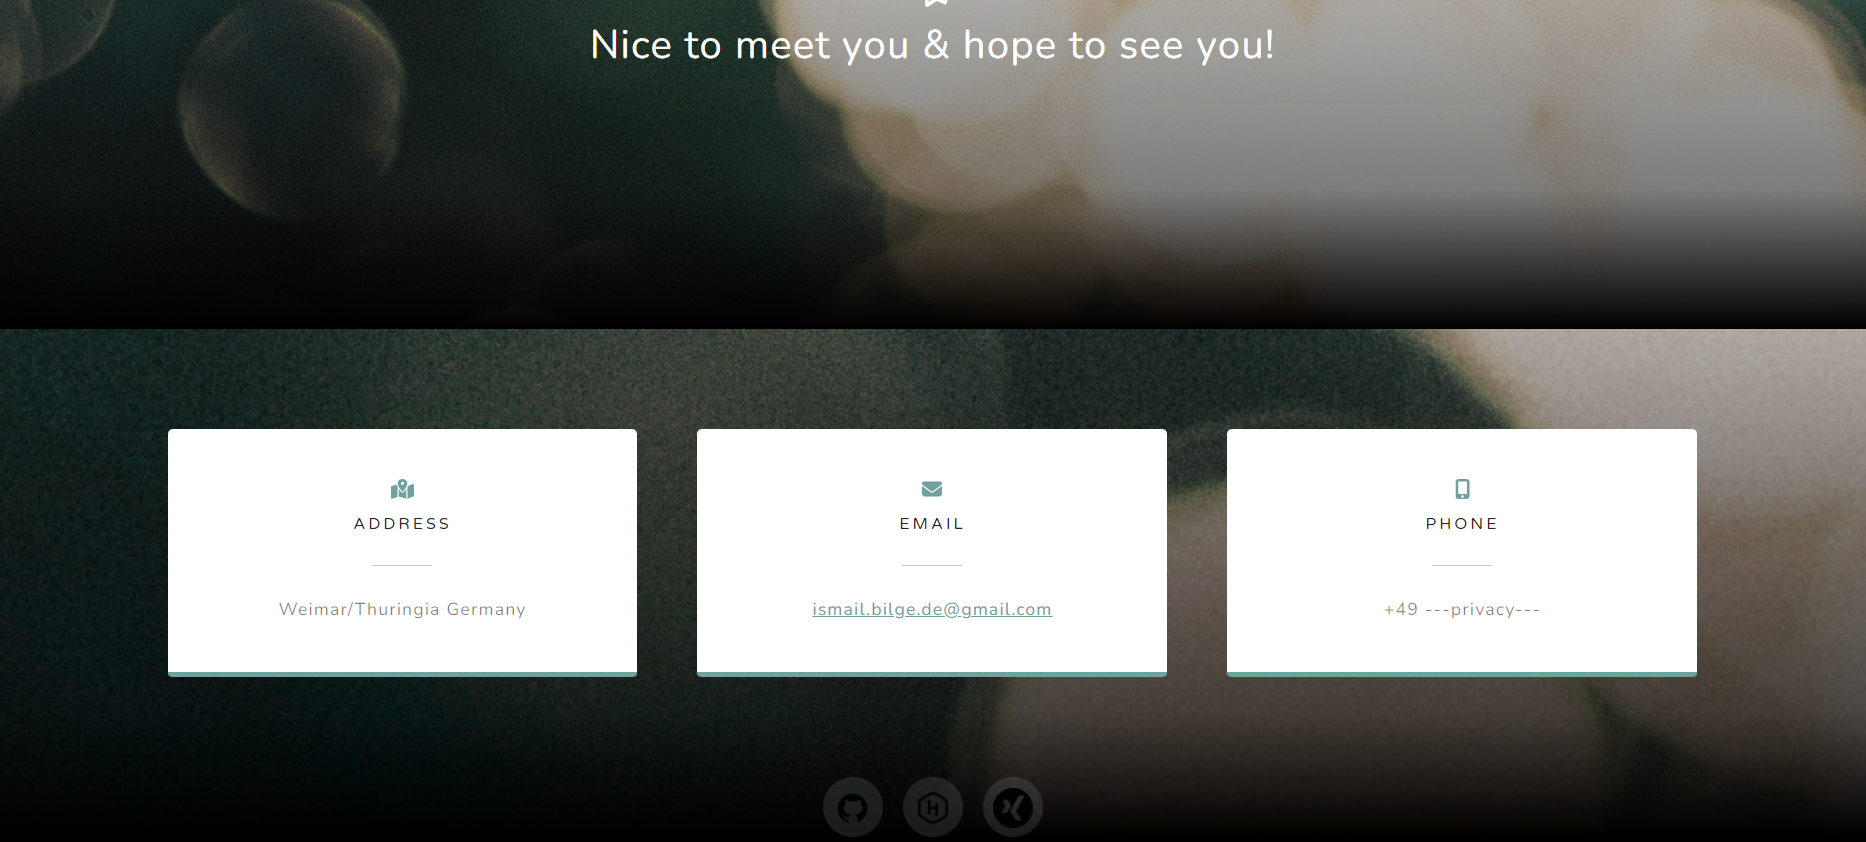 Nice to meet you & hope to see you!
ADDRESS
Weimar/Thuringia Germany
EMAIL
ismail.bilge.de@gmail.com
PHONE
+49 ---privacy---